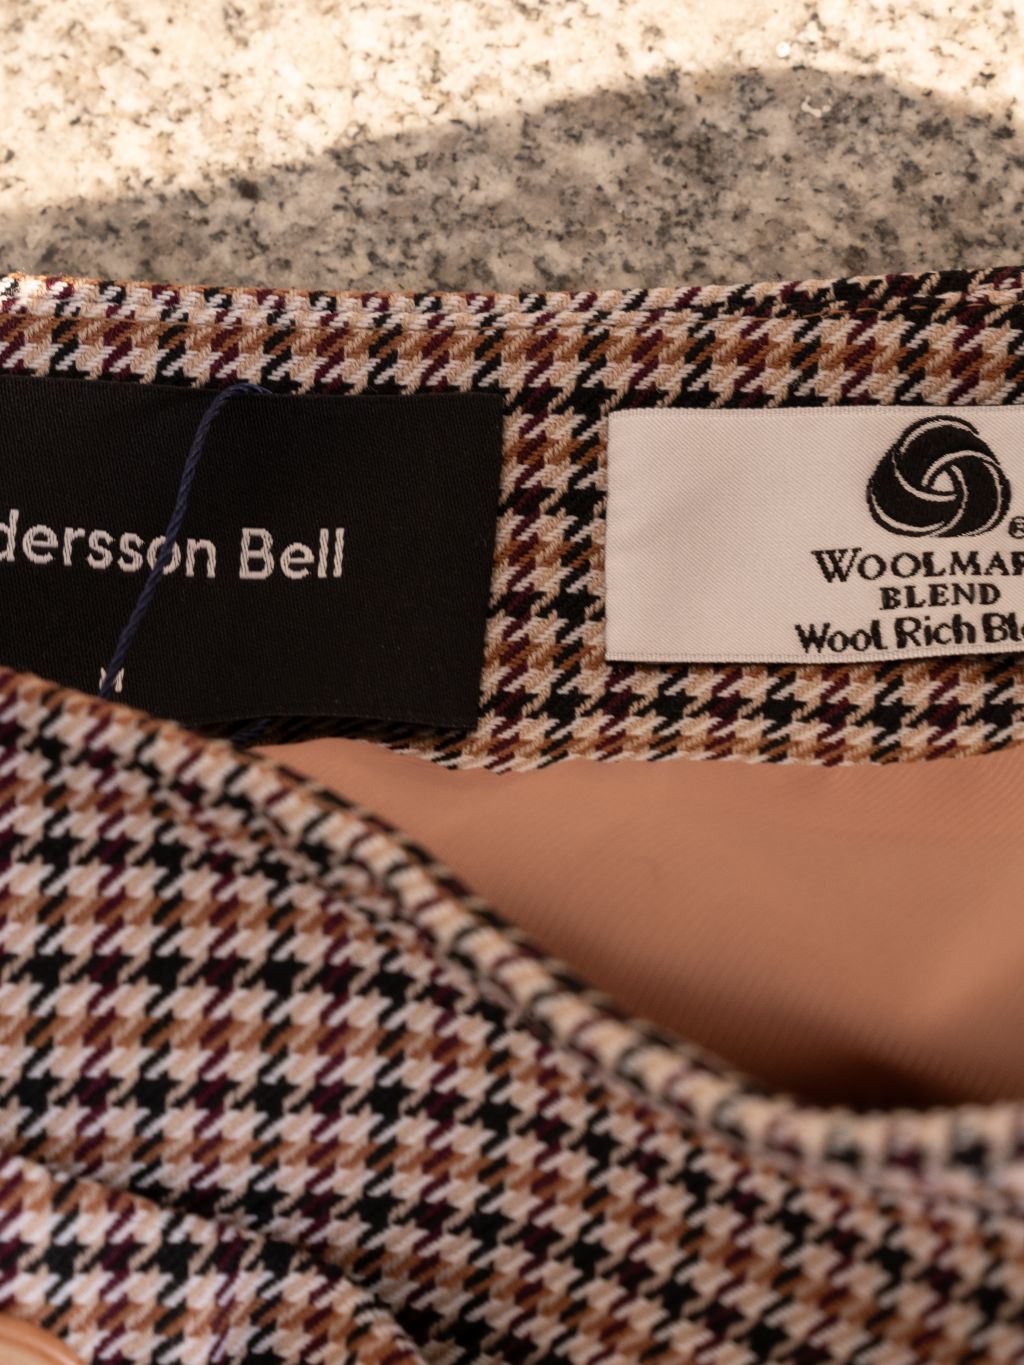 dersson Bell
M
®
WOOLMAR
BLEND
Wool Rich Ble